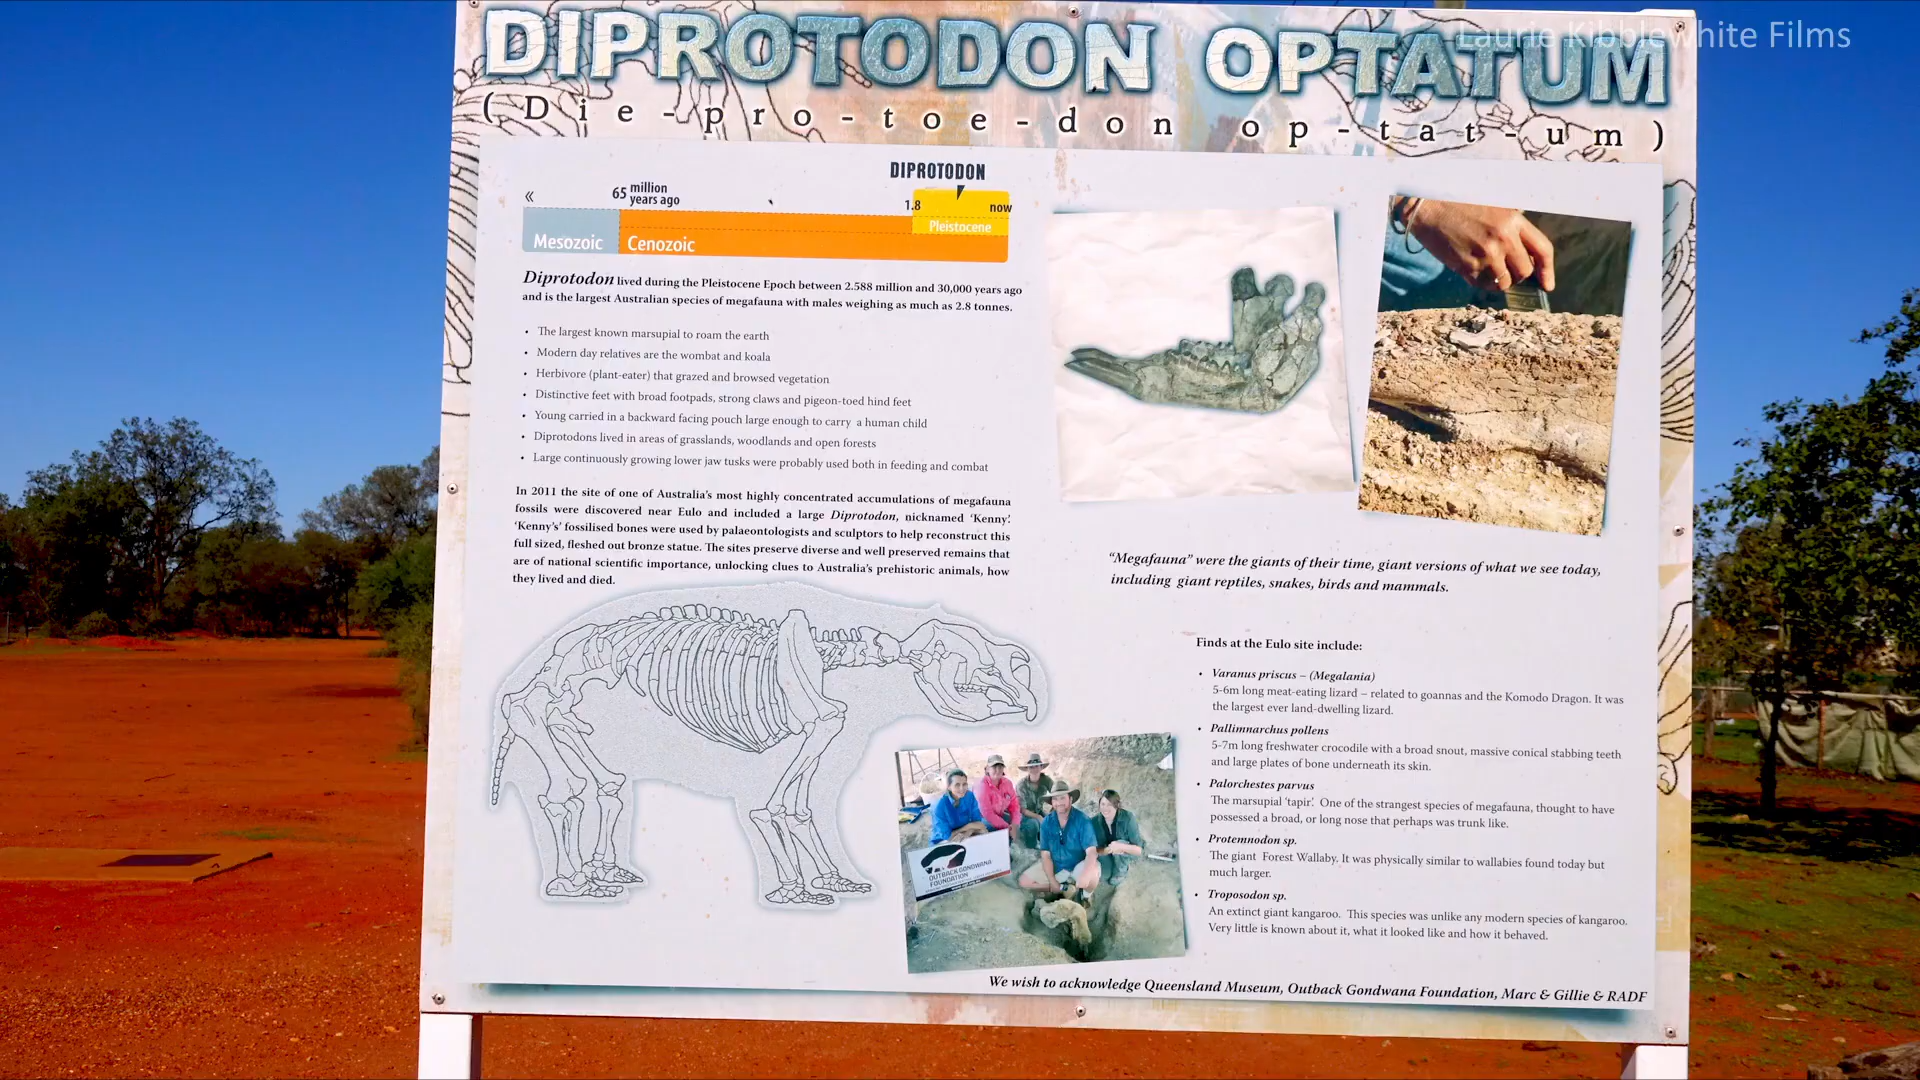 Laurie Kibblewhite Films
DIPROTODON OPTATUM
(Die-pro-toe-don op-tat-um)
DIPROTODON
«
65 million years ago
1.8
now
Pleistocene
Mesozoic
Cenozoic
Diprotodon lived during the Pleistocene Epoch between 2.588 million and 30,000 years ago
and is the largest Australian species of megafauna with males weighing as much as 2.8 tonnes.
• The largest known marsupial to roam the earth
• Modern day relatives are the wombat and koala
• Herbivore (plant-eater) that grazed and browsed vegetation
• Distinctive feet with broad footpads, strong claws and pigeon-toed hind feet
• Young carried in a backward facing pouch large enough to carry a human child
• Diprotodons lived in areas of grasslands, woodlands and open forests
• Large continuously growing lower jaw tusks were probably used both in feeding and combat
In 2011 the site of one of Australia's most highly concentrated accumulations of megafauna
fossils were discovered near Eulo and included a large Diprotodon, nicknamed 'Kenny'.
'Kenny's' fossilised bones were used by palaeontologists and sculptors to help reconstruct this
full sized, fleshed out bronze statue. The sites preserve diverse and well preserved remains that
are of national scientific importance, unlocking clues to Australia's prehistoric animals, how
they lived and died.
"Megafauna" were the giants of their time, giant versions of what we see today,
including giant reptiles, snakes, birds and mammals.
Finds at the Eulo site include:
• Varanus priscus – (Megalania)
5-6m long meat-eating lizard – related to goannas and the Komodo Dragon. It was
the largest ever land-dwelling lizard.
• Pallimnarchus pollens
5-7m long freshwater crocodile with a broad snout, massive conical stabbing teeth
and large plates of bone underneath its skin.
• Palorchestes parvus
The marsupial 'tapir'. One of the strangest species of megafauna, thought to have
possessed a broad, or long nose that perhaps was trunk like.
• Protemnodon sp.
The giant Forest Wallaby. It was physically similar to wallabies found today but
much larger.
• Troposodon sp.
An extinct giant kangaroo. This species was unlike any modern species of kangaroo.
Very little is known about it, what it looked like and how it behaved.
OUTBACK GONDWANA
FOUNDATION
We wish to acknowledge Queensland Museum, Outback Gondwana Foundation, Marc & Gillie & RADF